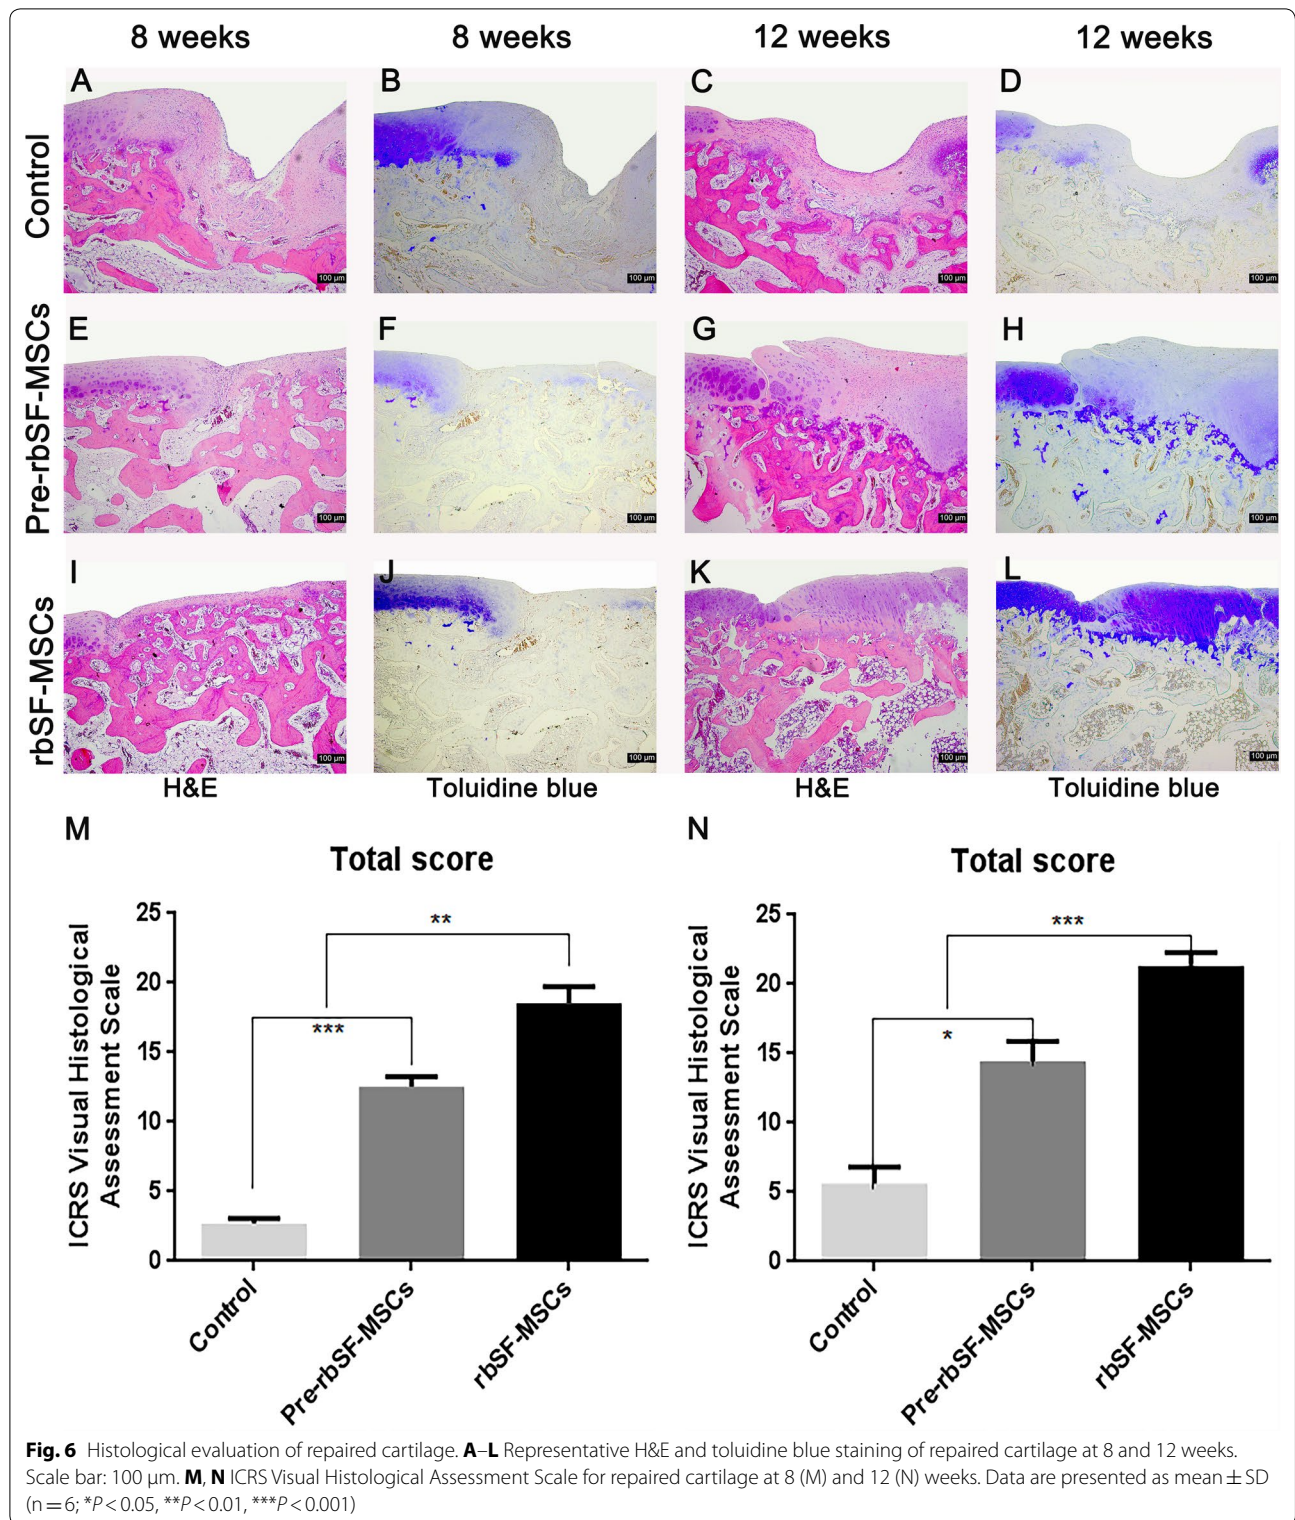 8 weeks 8 weeks 12 weeks 12 weeks
Control
A B C D
100 µm 100 µm 100 µm 100 µm
Pre-rbSF-MSCs
E F G H
100 µm 100 µm 100 µm 100 µm
rbSF-MSCs
I J K L
100 µm 100 µm 100 µm 100 µm
H&E Toluidine blue H&E Toluidine blue
M
Total score
ICRS Visual Histological
Assessment Scale
25
20
15
10
5
0
**
***
Control
Pre-rbSF-MSCs
rbSF-MSCs
N
Total score
ICRS Visual Histological
Assessment Scale
25
20
15
10
5
0
***
*
Control
Pre-rbSF-MSCs
rbSF-MSCs
Fig. 6 Histological evaluation of repaired cartilage. A–L Representative H&E and toluidine blue staining of repaired cartilage at 8 and 12 weeks.
Scale bar: 100 μm. M, N ICRS Visual Histological Assessment Scale for repaired cartilage at 8 (M) and 12 (N) weeks. Data are presented as mean ± SD
(n = 6; *P < 0.05, **P < 0.01, ***P < 0.001)